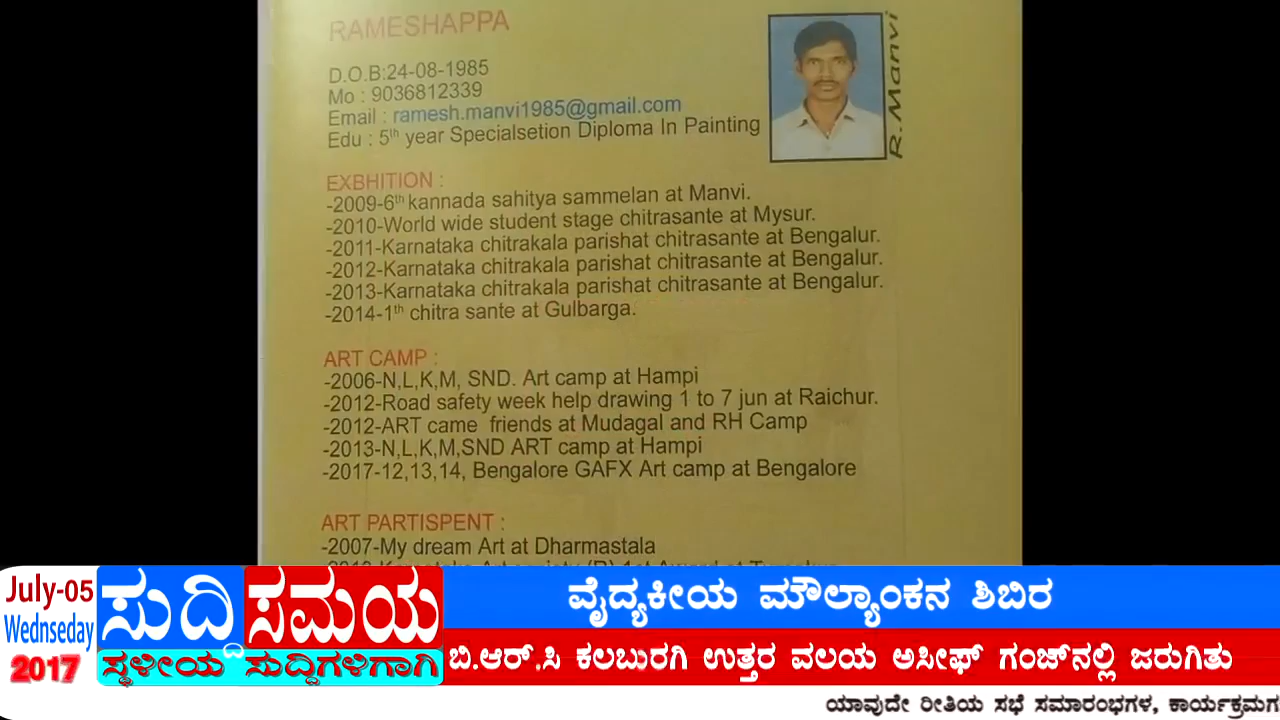 RAMESHAPPA
D.O.B:24-08-1985
Mo : 9036812339
Email : ramesh.manvi1985@gmail.com
Edu : 5th year Specialsetion Diploma In Painting
R.Manvi
EXBHITION :
-2009-6th kannada sahitya sammelan at Manvi.
-2010-World wide student stage chitrasante at Mysur.
-2011-Karnataka chitrakala parishat chitrasante at Bengalur.
-2012-Karnataka chitrakala parishat chitrasante at Bengalur.
-2013-Karnataka chitrakala parishat chitrasante at Bengalur.
-2014-1th chitra sante at Gulbarga.
ART CAMP :
-2006-N,L,K,M, SND. Art camp at Hampi
-2012-Road safety week help drawing 1 to 7 jun at Raichur.
-2012-ART came friends at Mudagal and RH Camp
-2013-N,L,K,M,SND ART camp at Hampi
-2017-12,13,14, Bengalore GAFX Art camp at Bengalore
ART PARTISPENT :
-2007-My dream Art at Dharmastala
July-05
Wednseday
2017
ಸುದ್ದಿ ಸಮಯ
ಸ್ಥಳೀಯ ಸುದ್ದಿಗಳಿಗಾಗಿ
ವೈದ್ಯಕೀಯ ಮೌಲ್ಯಾಂಕನ ಶಿಬಿರ
ಬಿ.ಆರ್.ಸಿ ಕಲಬುರಗಿ ಉತ್ತರ ವಲಯ ಅಸೀಫ್ ಗಂಜ್‌ನಲ್ಲಿ ಜರುಗಿತು
ಯಾವುದೇ ರೀತಿಯ ಸಭೆ ಸಮಾರಂಭಗಳ, ಕಾರ್ಯಕ್ರಮಗ